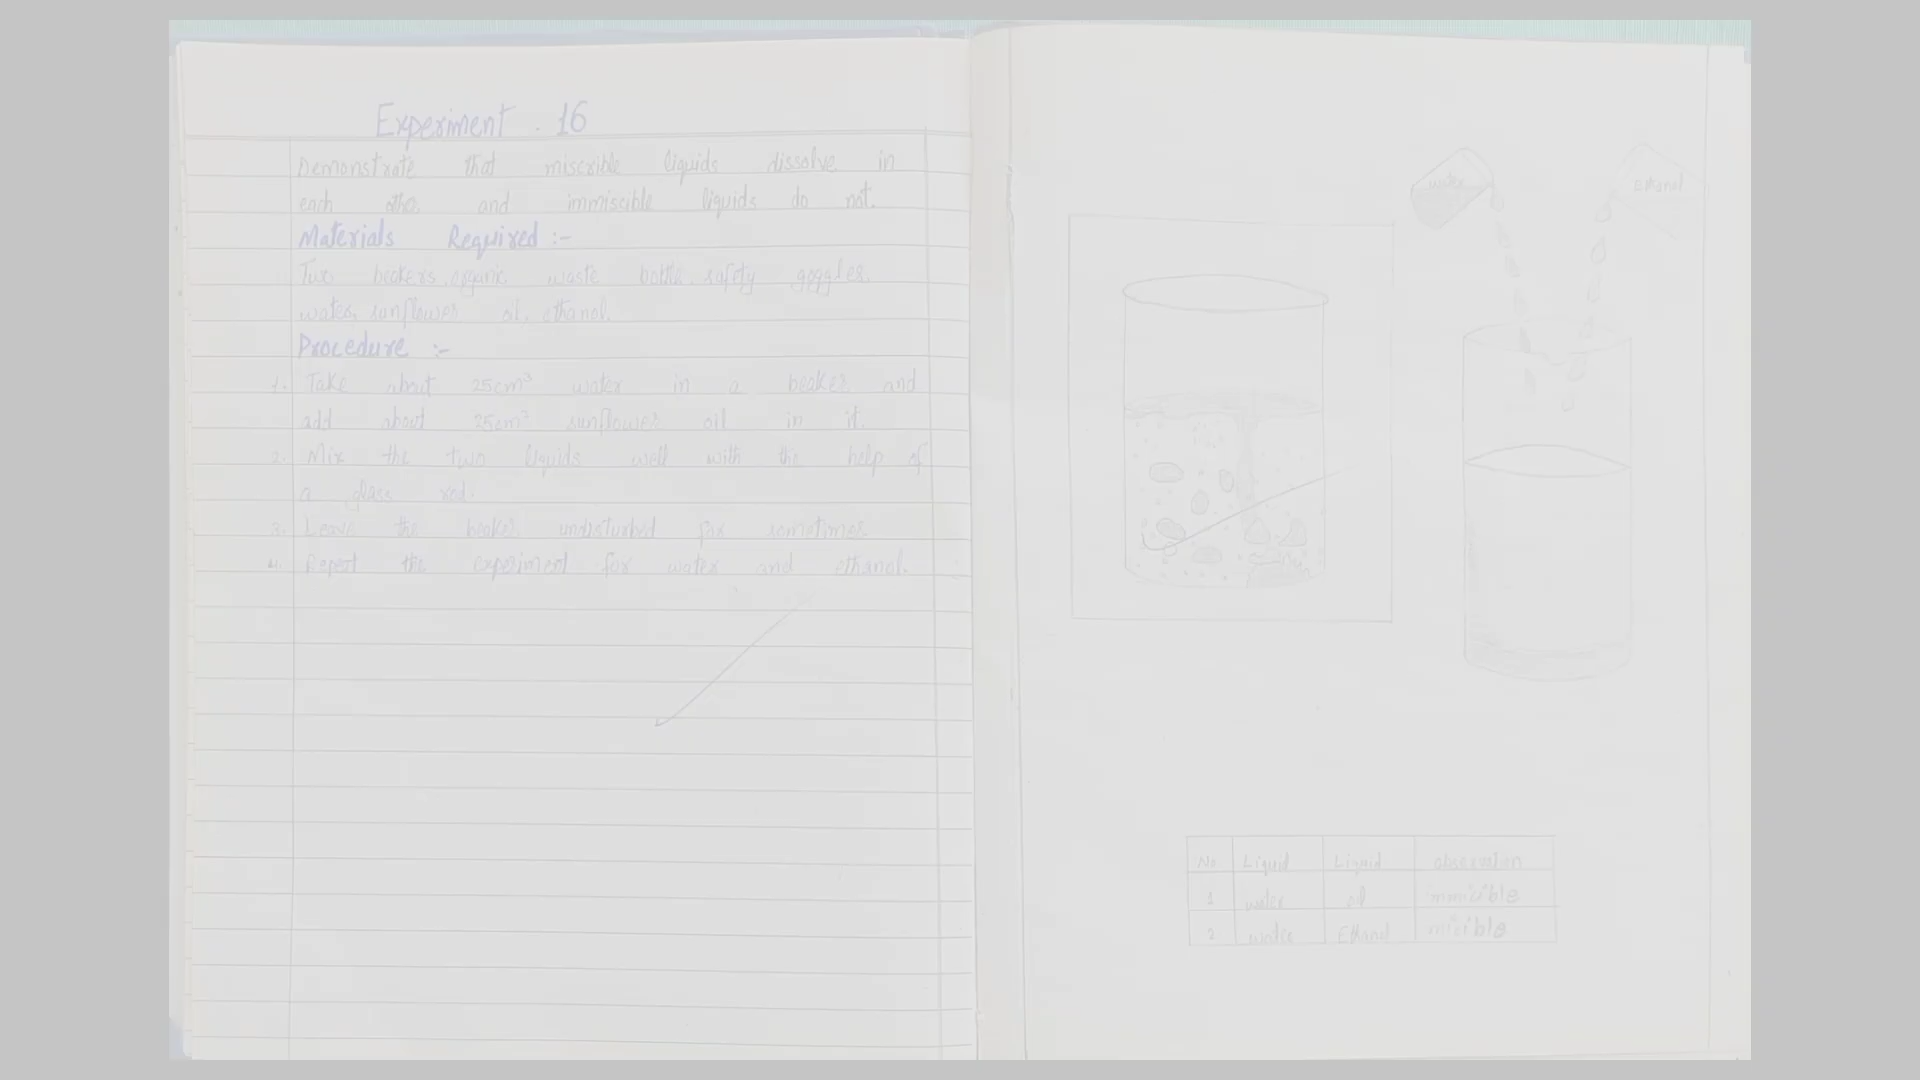 Experiment . 16
Demonstrate that miscrible liquids dissolve in
each othe and immiscible liquids do not.
Materials Required :-
Two beakers, organic waste bottle, safety goggles.
water, sunflower oil, ethanol.
Procedure :-
1. Take about 25cm³ water in a beaker and
add about 25cm³ sunflower oil in it.
2. Mix the two liquids well with the help of
a glass rod.
3. Leave the beaker undisturbed for sometimes
4. Repeat the experiment for water and ethanol.
water
Ethanol
No Liquid Liquid observation
1 water oil immicible
2 water Ethanol micible